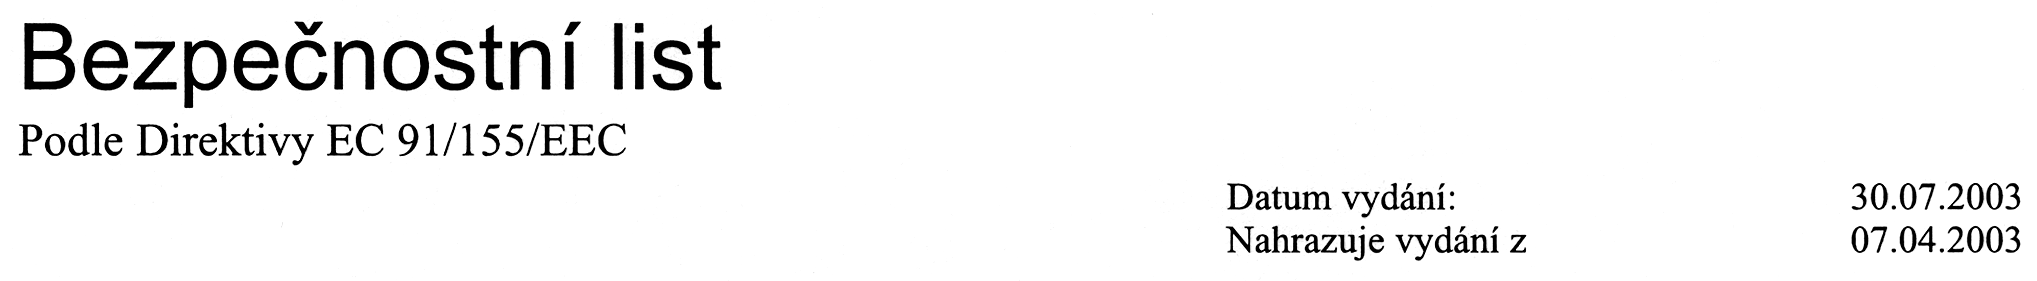 Bezpečnostní list
Podle Direktivy EC 91/155/EEC
Datum vydání: 30.07.2003
Nahrazuje vydání z 07.04.2003